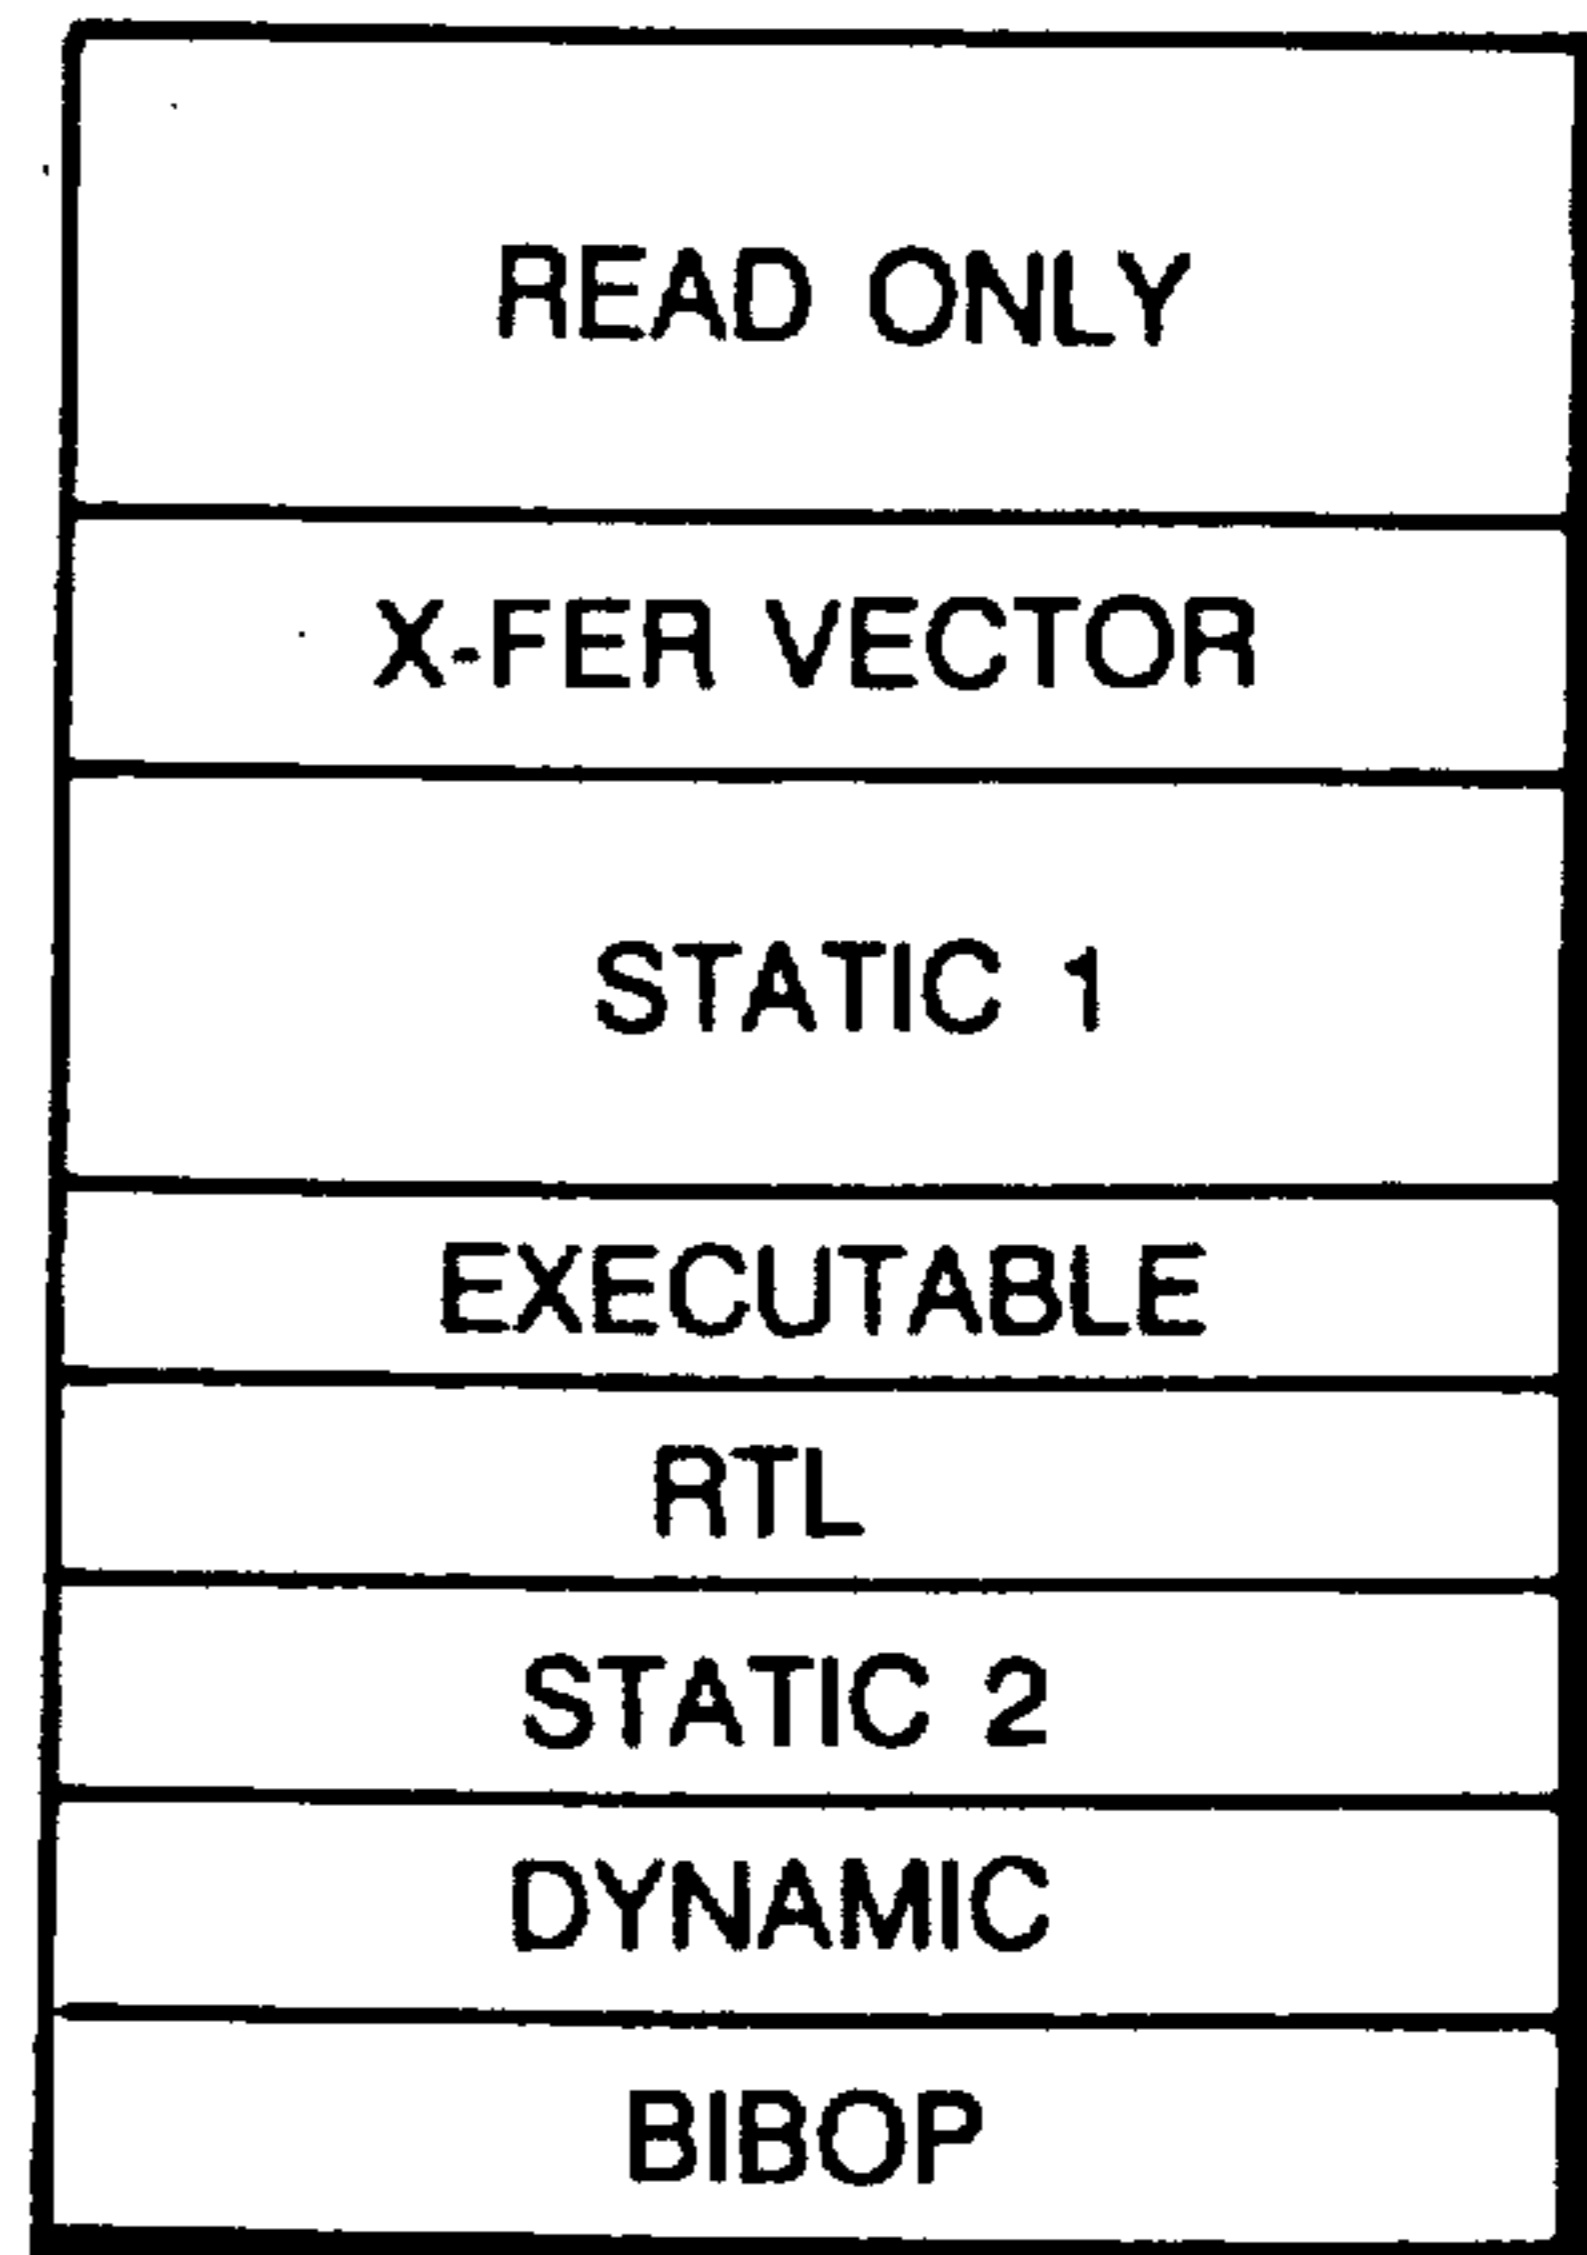 READ ONLY
X-FER VECTOR
STATIC 1
EXECUTABLE
RTL
STATIC 2
DYNAMIC
BIBOP